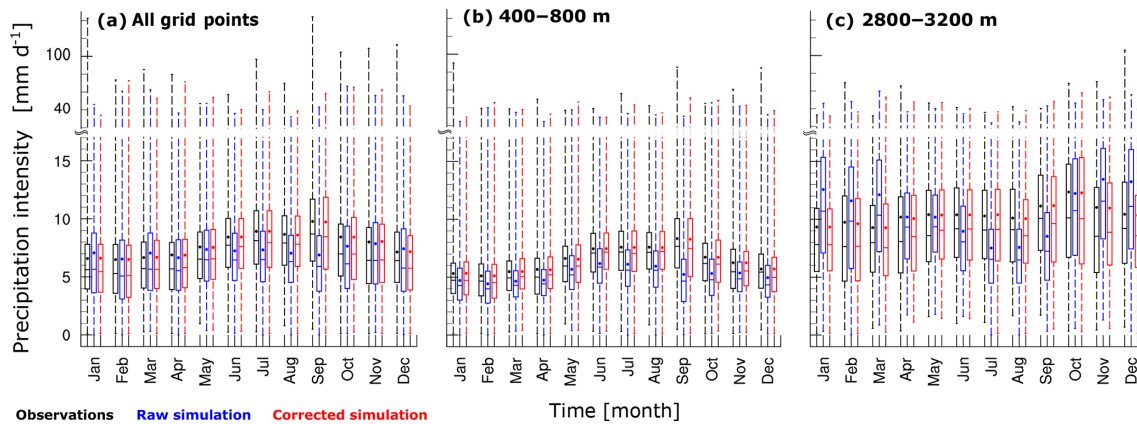 (a) All grid points
(b) 400–800 m
(c) 2800–3200 m
Precipitation intensity [mm d⁻¹]
100
40
15
10
5
0
Jan Feb Mar Apr May Jun Jul Aug Sep Oct Nov Dec
Jan Feb Mar Apr May Jun Jul Aug Sep Oct Nov Dec
Jan Feb Mar Apr May Jun Jul Aug Sep Oct Nov Dec
Observations Raw simulation Corrected simulation
Time [month]